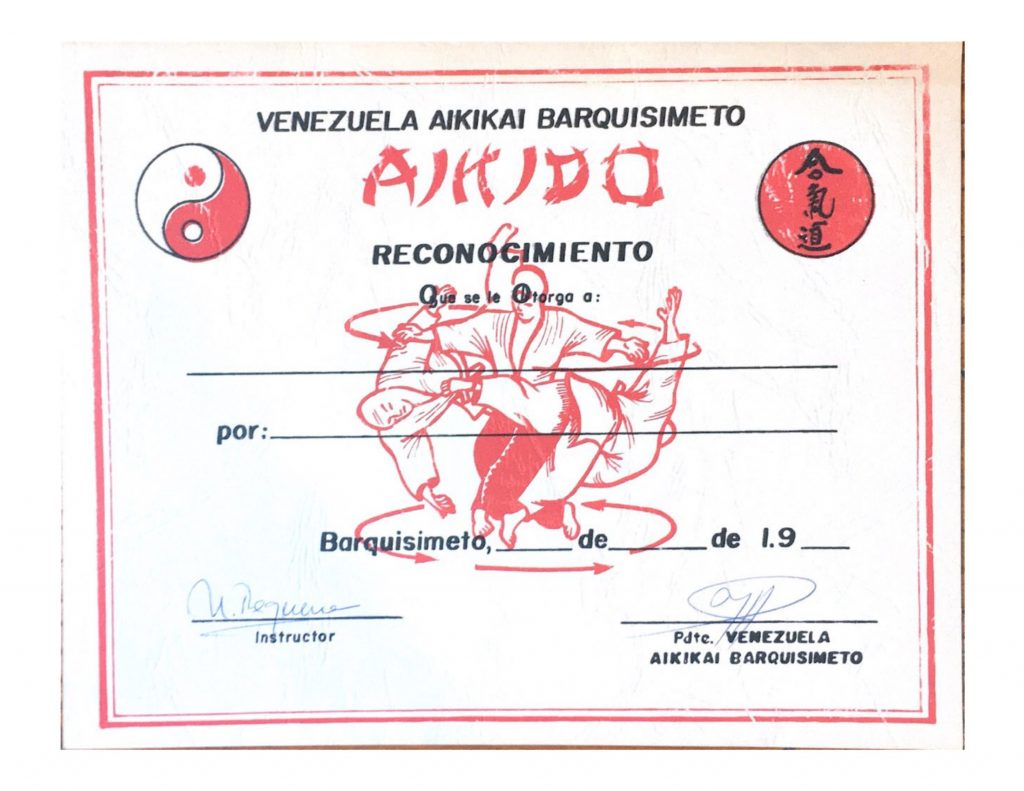 VENEZUELA AIKIKAI BARQUISIMETO
AIKIDO
合氣道
RECONOCIMIENTO
Que se le Otorga a:
por:
Barquisimeto, de de 1.9
Instructor
Pdte. VENEZUELA
AIKIKAI BARQUISIMETO